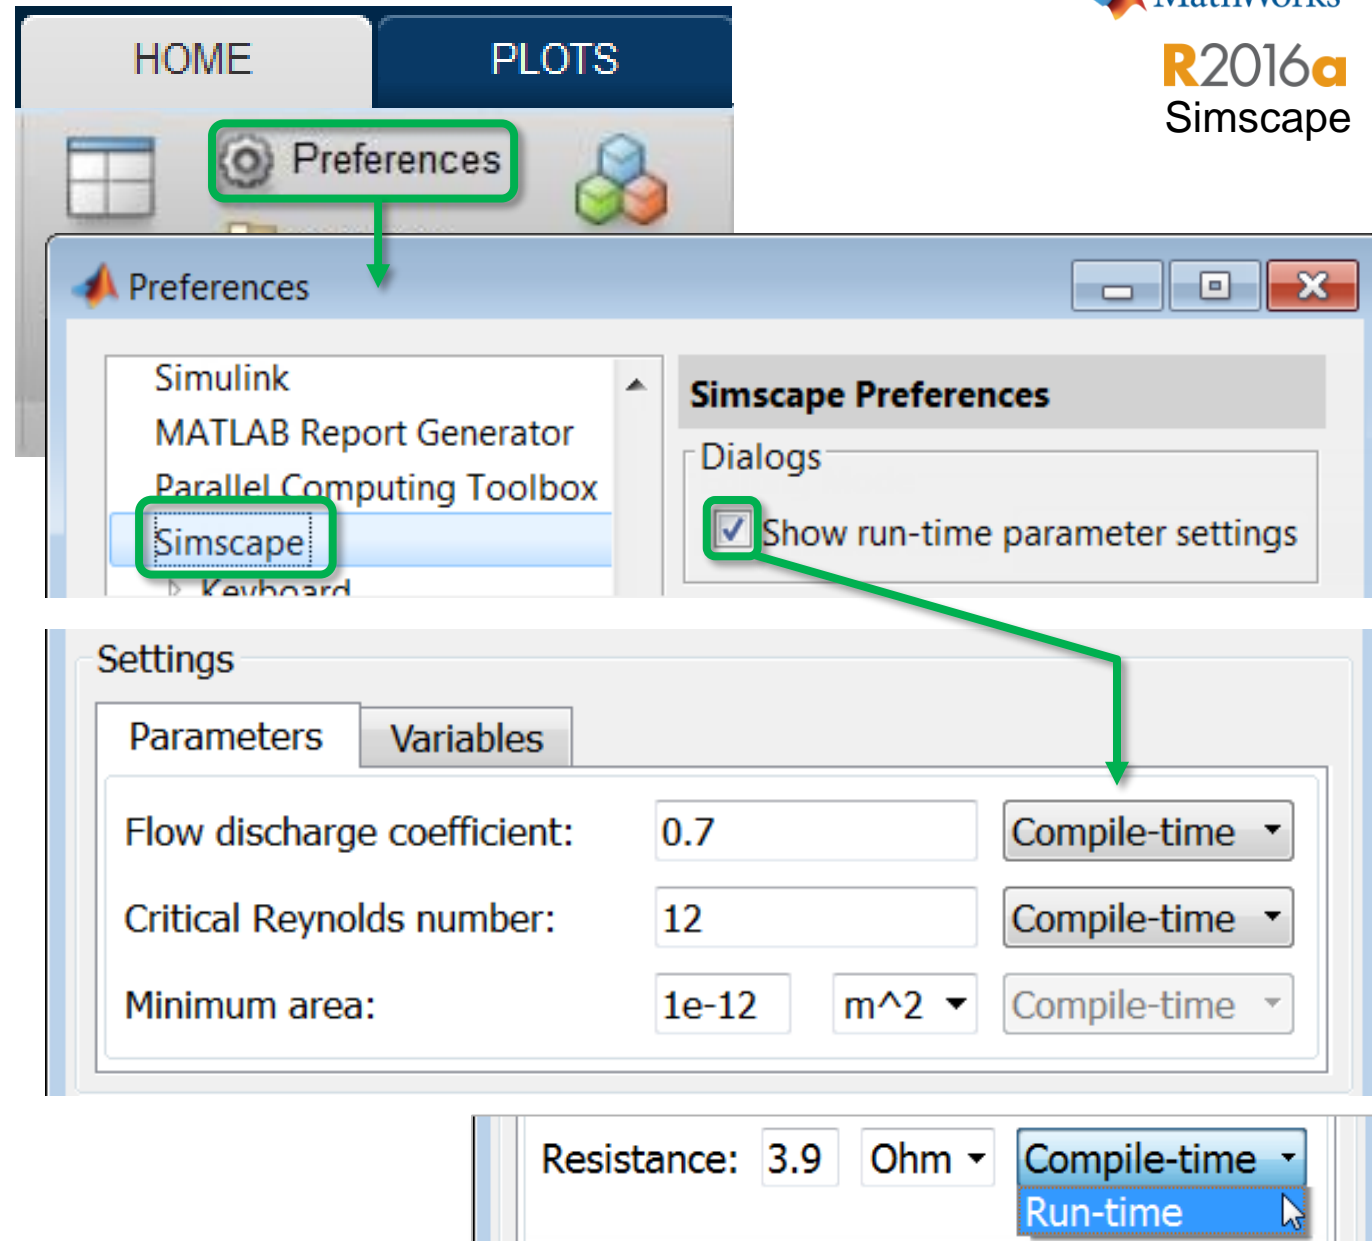 MathWorks
R2016a
Simscape
HOME PLOTS
Preferences
Preferences
Simulink
MATLAB Report Generator
Parallel Computing Toolbox
Simscape
Keyboard
Simscape Preferences
Dialogs
Show run-time parameter settings
Settings
Parameters Variables
Flow discharge coefficient: 0.7 Compile-time
Critical Reynolds number: 12 Compile-time
Minimum area: 1e-12 m^2 Compile-time
Resistance: 3.9 Ohm Compile-time
Run-time